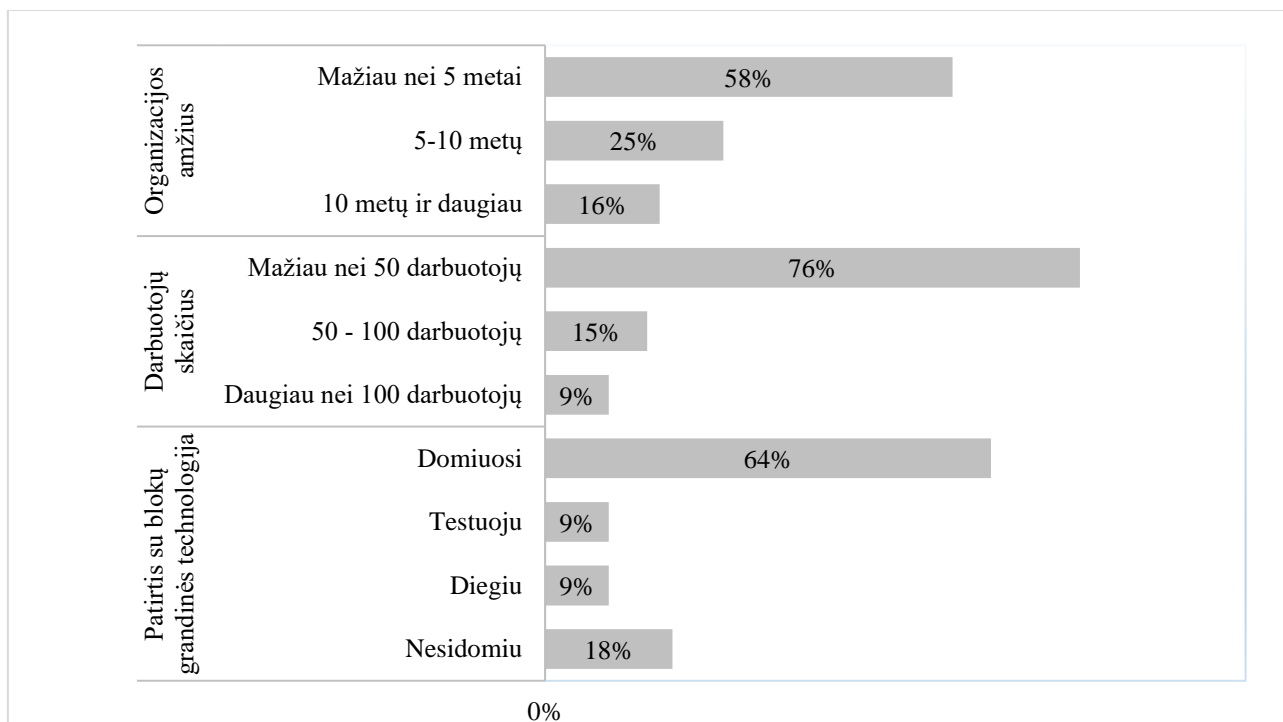 Organizacijos
amžius
Mažiau nei 5 metai
58%
5-10 metų
25%
10 metų ir daugiau
16%
Darbuotojų
skaičius
Mažiau nei 50 darbuotojų
76%
50 - 100 darbuotojų
15%
Daugiau nei 100 darbuotojų
9%
Patirtis su blokų
grandinės technologija
Domiuosi
64%
Testuoju
9%
Diegiu
9%
Nesidomiu
18%
0%